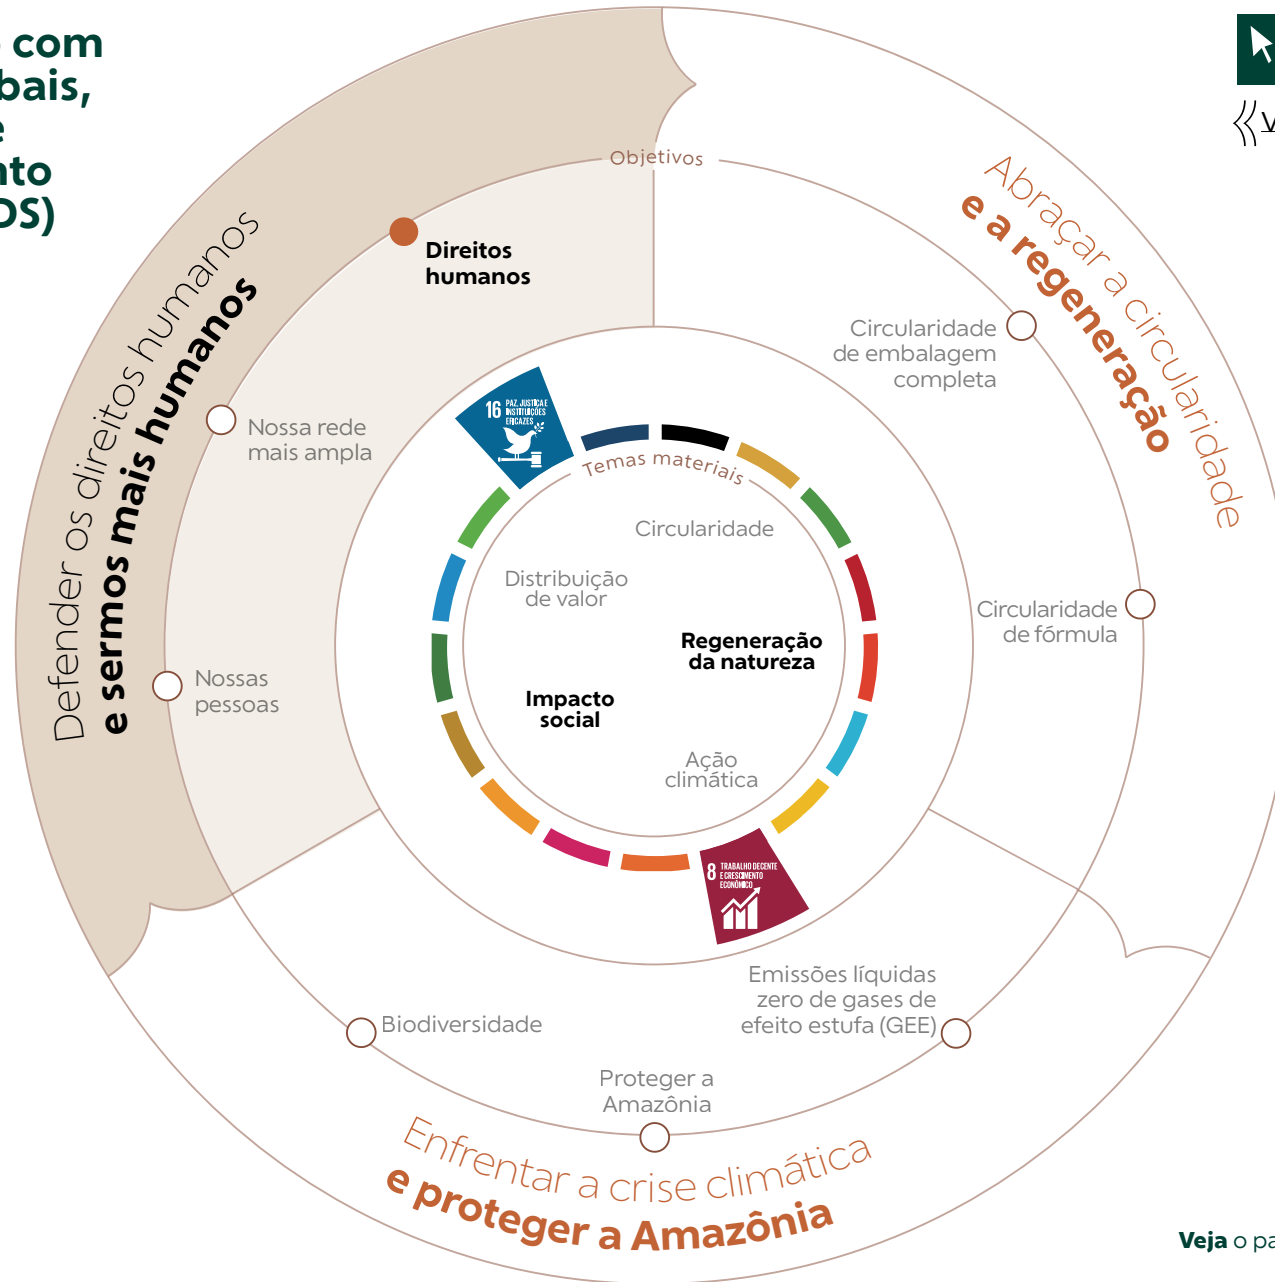 com
bais,
e
nto
DS)
V
Objetivos
Defender os direitos humanos
e sermos mais humanos
Abraçar a circularidade
e a regeneração
Direitos
humanos
Nossa rede
mais ampla
Nossas
pessoas
Circularidade
de embalagem
completa
Circularidade
de fórmula
16 PAZ, JUSTIÇA E
INSTITUIÇÕES
EFICAZES
Temas materiais
Circularidade
Distribuição
de valor
Regeneração
da natureza
Impacto
social
Ação
climática
8 TRABALHO DECENTE
E CRESCIMENTO
ECONÔMICO
Emissões líquidas
zero de gases de
efeito estufa (GEE)
Biodiversidade
Proteger a
Amazônia
Enfrentar a crise climática
e proteger a Amazônia
Veja o pa